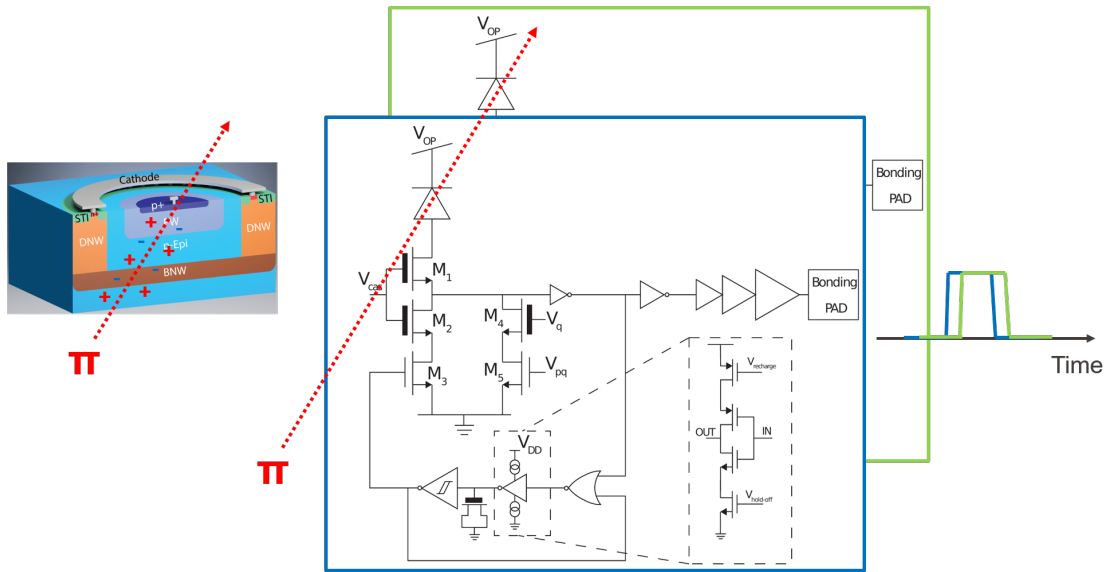 V_OP
V_OP
Cathode
p+
STI
STI
DNW
DNW
p-Epi
BNW
π
π
V_cas
M_1
M_2
M_3
M_4
M_5
V_q
V_pq
Bonding
PAD
Bonding
PAD
V_DD
V_recharge
OUT
IN
V_hold-off
Time